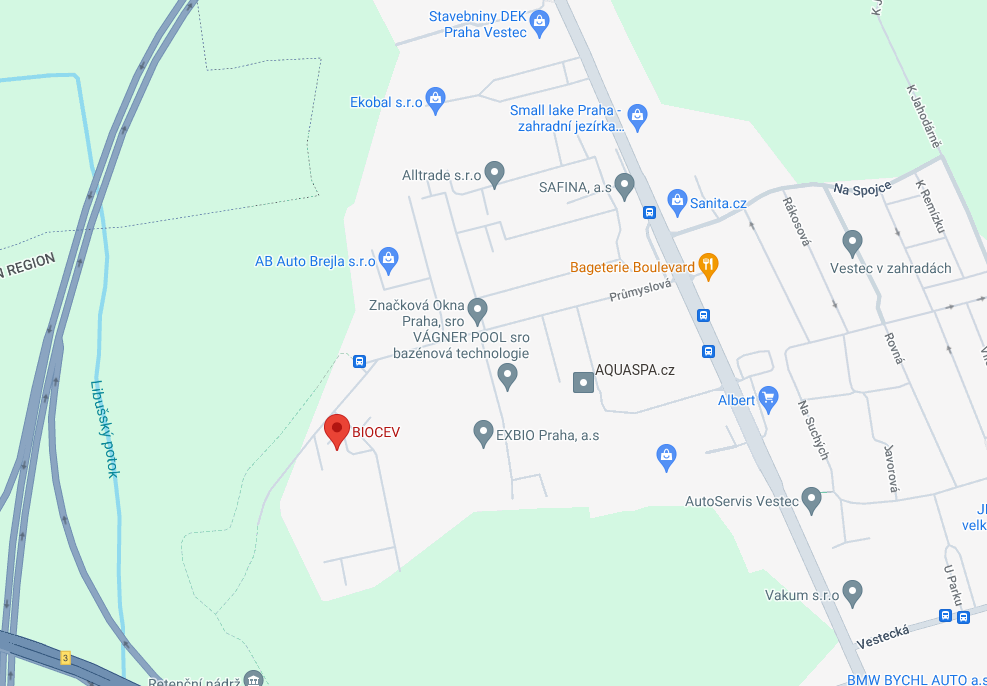 Stavebniny DEK
Praha Vestec
K Jahodárně
Ekobal s.r.o
Small lake Praha -
zahradní jezírka...
Alltrade s.r.o
SAFINA, a.s
Sanita.cz
Na Spojce
K Remízku
Rákosová
N REGION
AB Auto Brejla s.r.o
Bageterie Boulevard
Vestec v zahradách
Průmyslová
Značková Okna
Praha, sro
VÁGNER POOL sro
bazénová technologie
Rovná
AQUASPA.cz
Libušský potok
Albert
BIOCEV
EXBIO Praha, a.s
Na Suchých
Javorová
AutoServis Vestec
velk
U Parku
Vakum s.r.o
Vestecká
3
Retenční nádrž
BMW BYCHL AUTO a.s